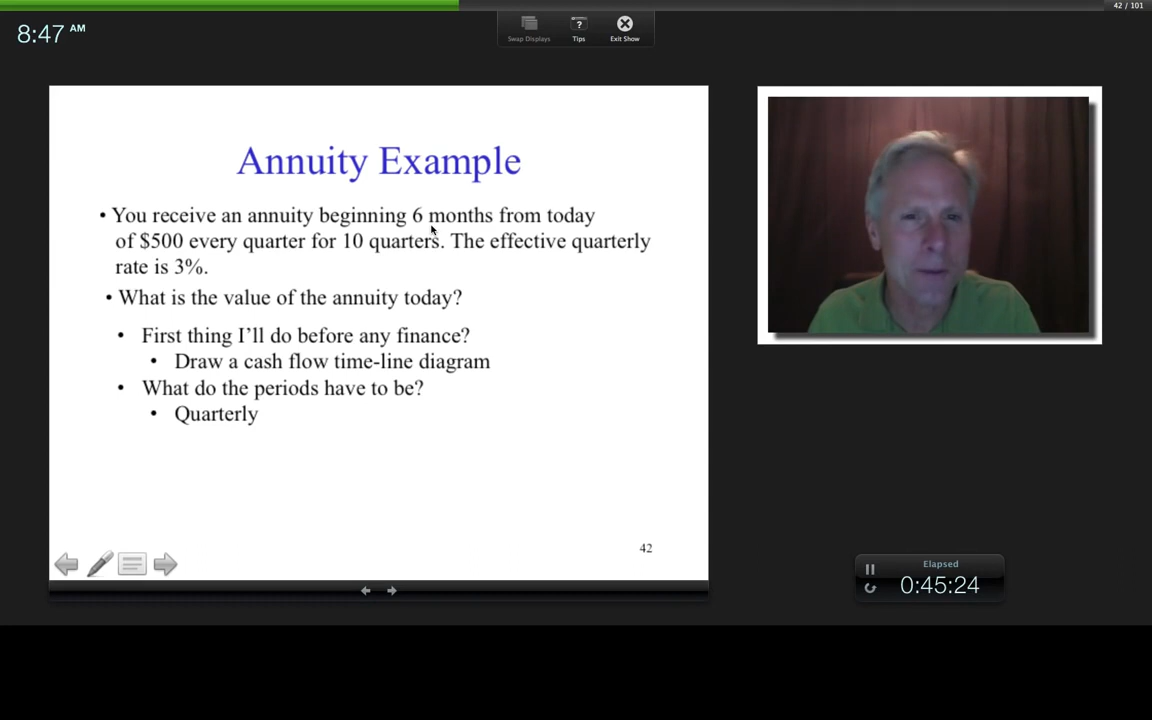 42 / 101
8:47 AM
Swap Displays
?
Tips
Exit Show
Annuity Example
• You receive an annuity beginning 6 months from today
of $500 every quarter for 10 quarters. The effective quarterly
rate is 3%.
• What is the value of the annuity today?
• First thing I’ll do before any finance?
• Draw a cash flow time-line diagram
• What do the periods have to be?
• Quarterly
42
Elapsed
0:45:24